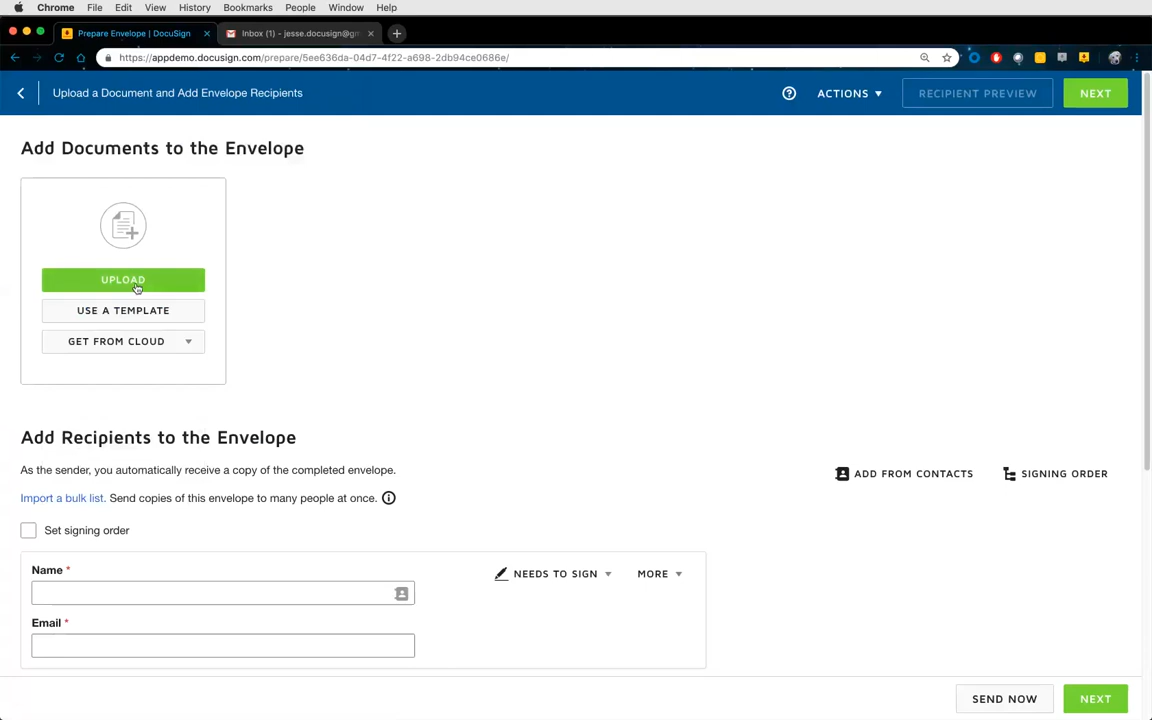 Chrome File Edit View History Bookmarks People Window Help
Prepare Envelope | DocuSign × Inbox (1) - jesse.docusign@gm ×
https://appdemo.docusign.com/prepare/5ee636da-04d7-4f22-a698-2db94ce0686e/
Upload a Document and Add Envelope Recipients ACTIONS RECIPIENT PREVIEW NEXT
Add Documents to the Envelope
UPLOAD
USE A TEMPLATE
GET FROM CLOUD
Add Recipients to the Envelope
As the sender, you automatically receive a copy of the completed envelope.
ADD FROM CONTACTS SIGNING ORDER
Import a bulk list. Send copies of this envelope to many people at once.
Set signing order
Name * NEEDS TO SIGN MORE
Email *
SEND NOW NEXT